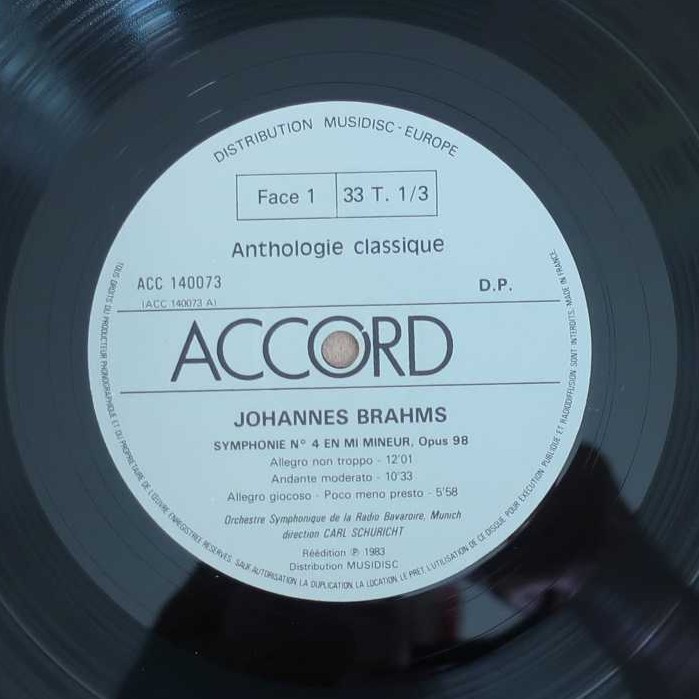 DISTRIBUTION MUSIDISC - EUROPE
Face 1 33 T. 1/3
Anthologie classique
ACC 140073 D.P.
(ACC 140073 A)
ACCORD
JOHANNES BRAHMS
SYMPHONIE N° 4 EN MI MINEUR, Opus 98
Allegro non troppo - 12'01
Andante moderato - 10'33
Allegro giocoso - Poco meno presto - 5'58
Orchestre Symphonique de la Radio Bavaroire, Munich
direction CARL SCHURICHT
Réédition ℗ 1983
Distribution MUSIDISC
TOUS DROITS DU PRODUCTEUR PHONOGRAPHIQUE ET DU PROPRIETAIRE DE L'ŒUVRE ENREGISTREE RESERVES. SAUF AUTORISATION, LA DUPLICATION, LA LOCATION, LE PRET, L'UTILISATION DE CE DISQUE POUR EXECUTION PUBLIQUE ET RADIODIFFUSION SONT INTERDITS. MADE IN FRANCE